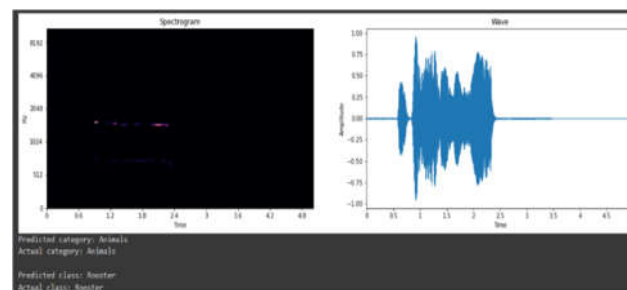 Spectrogram
8192
4096
2048
1024
512
0
Hz
0 0.6 1.2 1.8 2.4 3 3.6 4.2 4.8
Time
Wave
1.00
0.75
0.50
0.25
0.00
-0.25
-0.50
-0.75
-1.00
Amplitude
0 0.5 1 1.5 2 2.5 3 3.5 4 4.5
Time
Predicted category: Animals
Actual category: Animals
Predicted class: Rooster
Actual class: Rooster